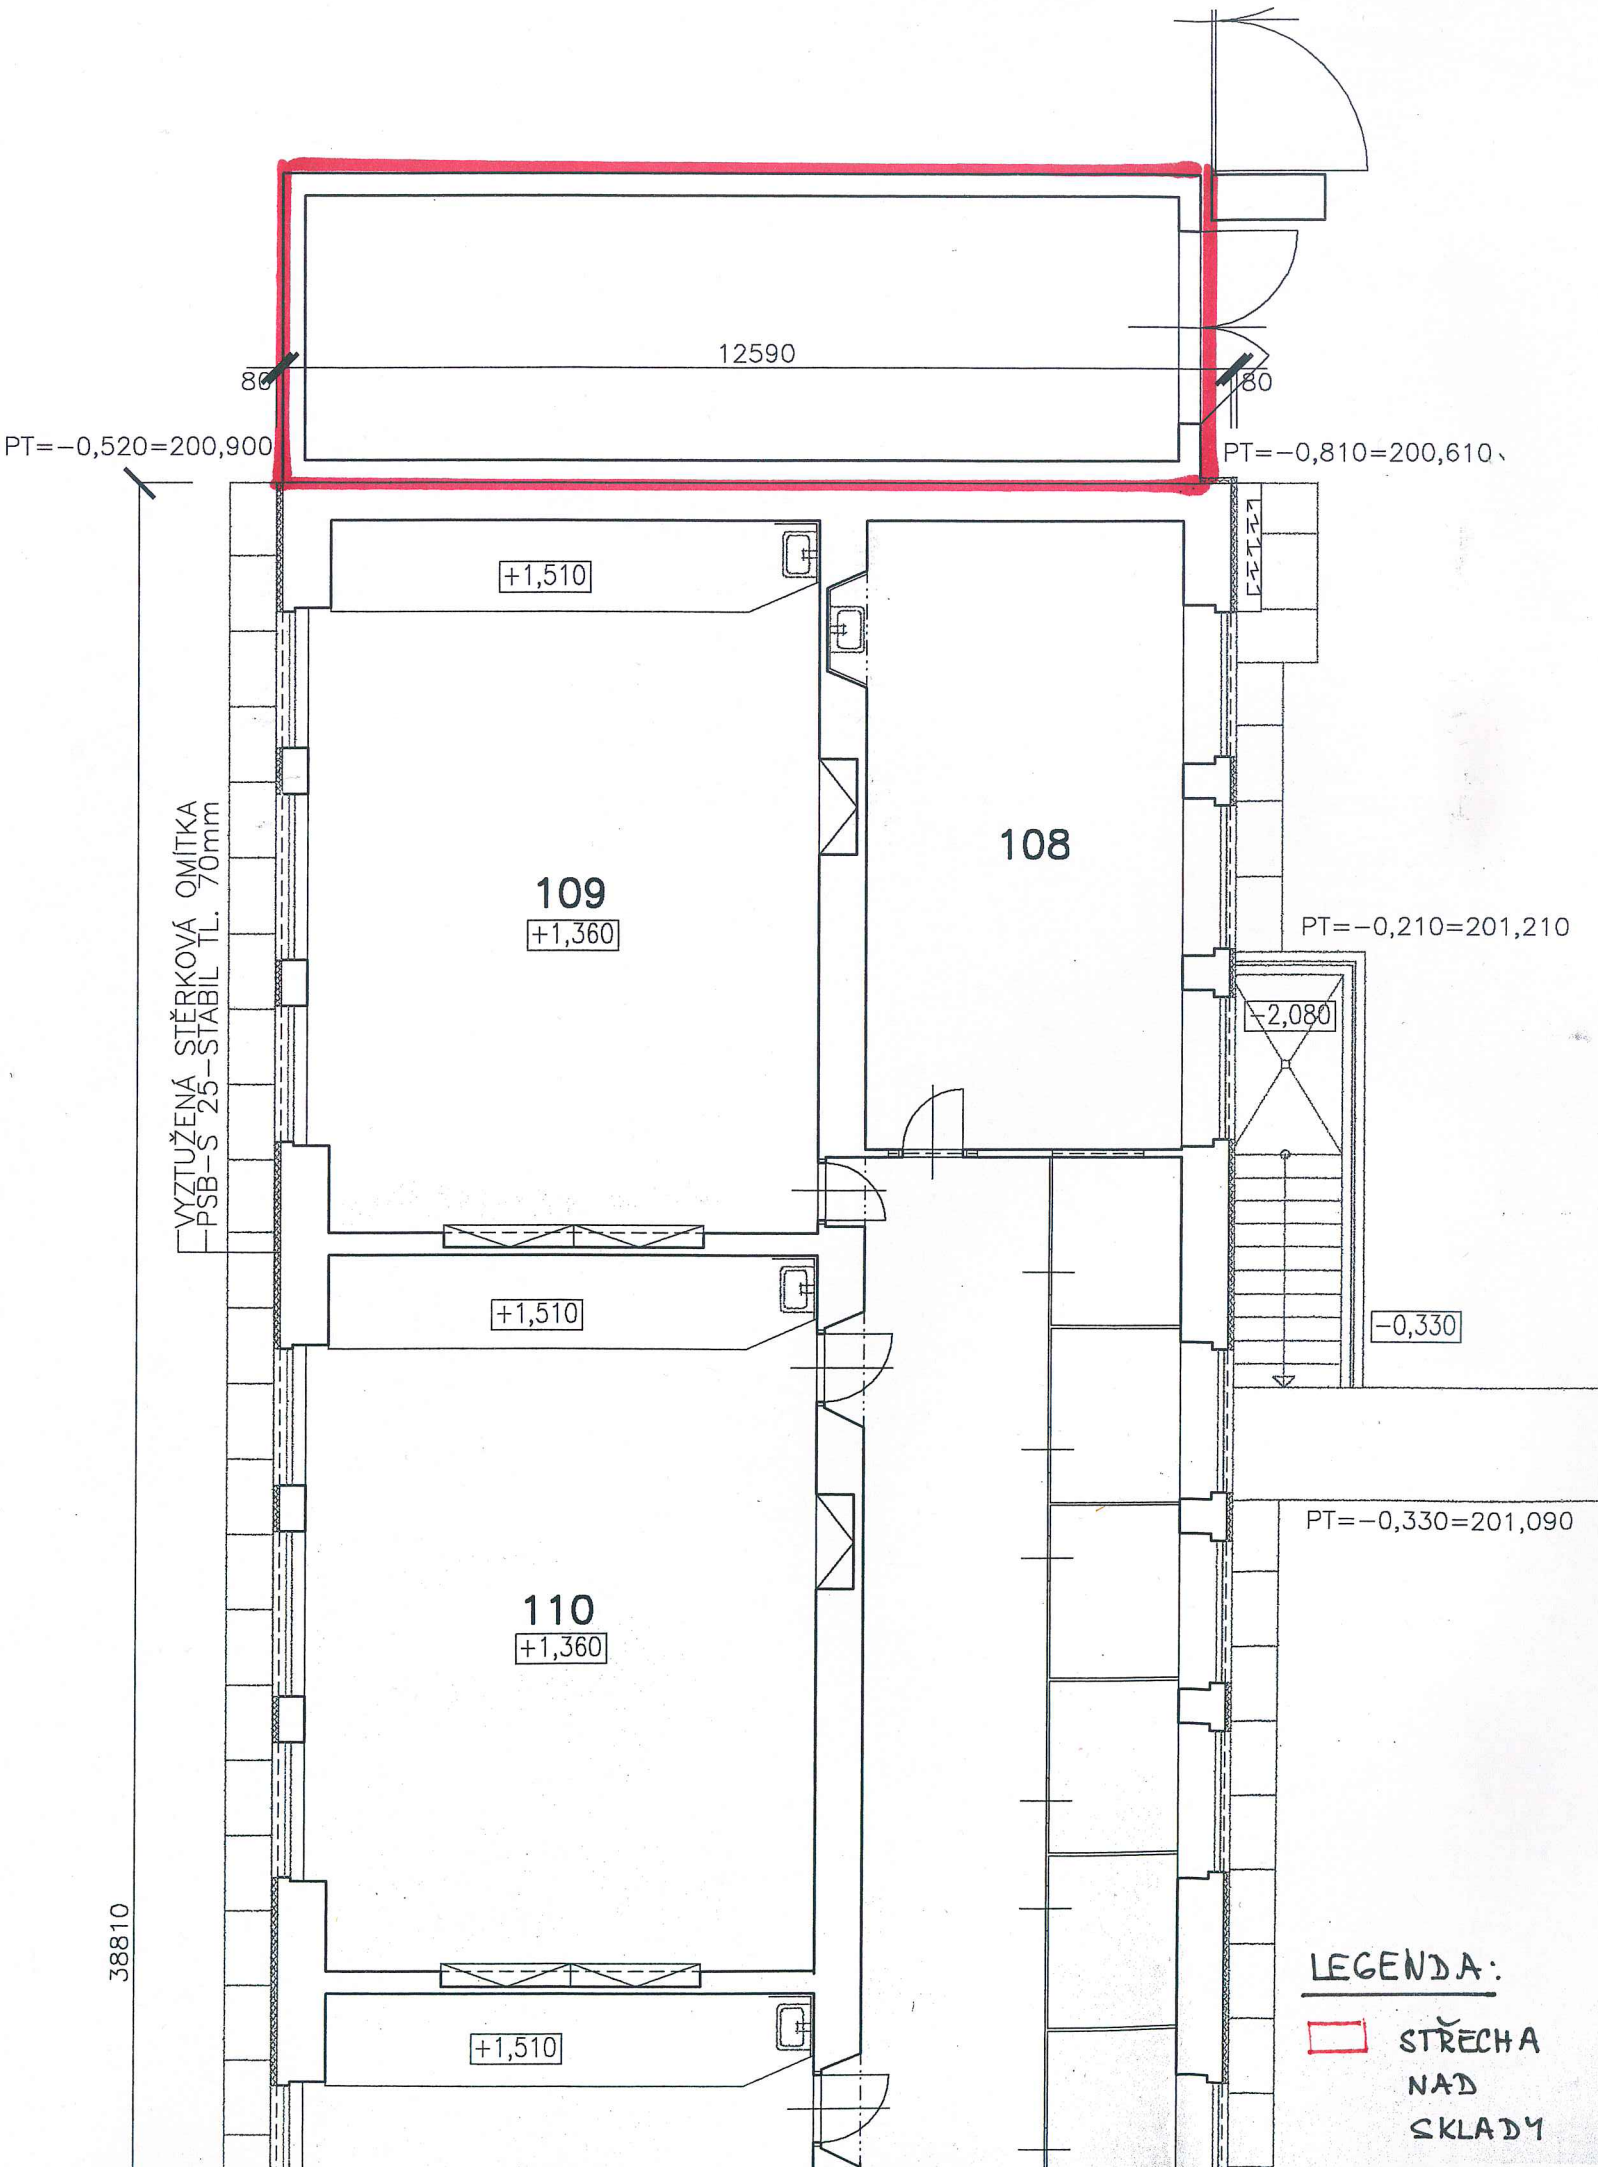 12590
80
80
PT=-0,520=200,900
PT=-0,810=200,610
+1,510
108
109
+1,360
VYZTUŽENÁ STĚRKOVÁ OMÍTKA
PSB-S 25-STABIL TL. 70mm
PT=-0,210=201,210
-2,080
+1,510
-0,330
PT=-0,330=201,090
110
+1,360
38810
+1,510
LEGENDA:
STŘECHA
NAD
SKLADY